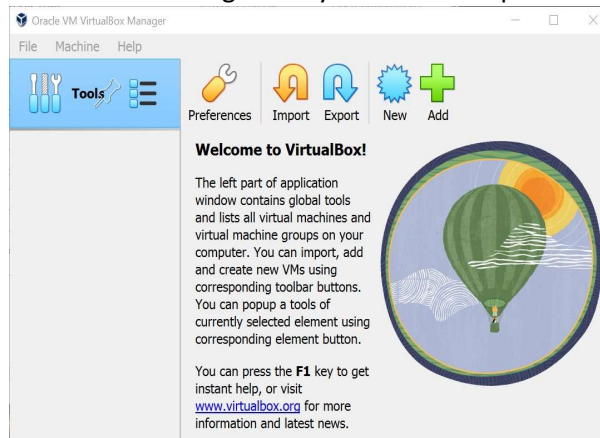 Oracle VM VirtualBox Manager
File Machine Help
Tools
Preferences Import Export New Add
Welcome to VirtualBox!
The left part of application
window contains global tools
and lists all virtual machines and
virtual machine groups on your
computer. You can import, add
and create new VMs using
corresponding toolbar buttons.
You can popup a tools of
currently selected element using
corresponding element button.
You can press the F1 key to get
instant help, or visit
www.virtualbox.org for more
information and latest news.